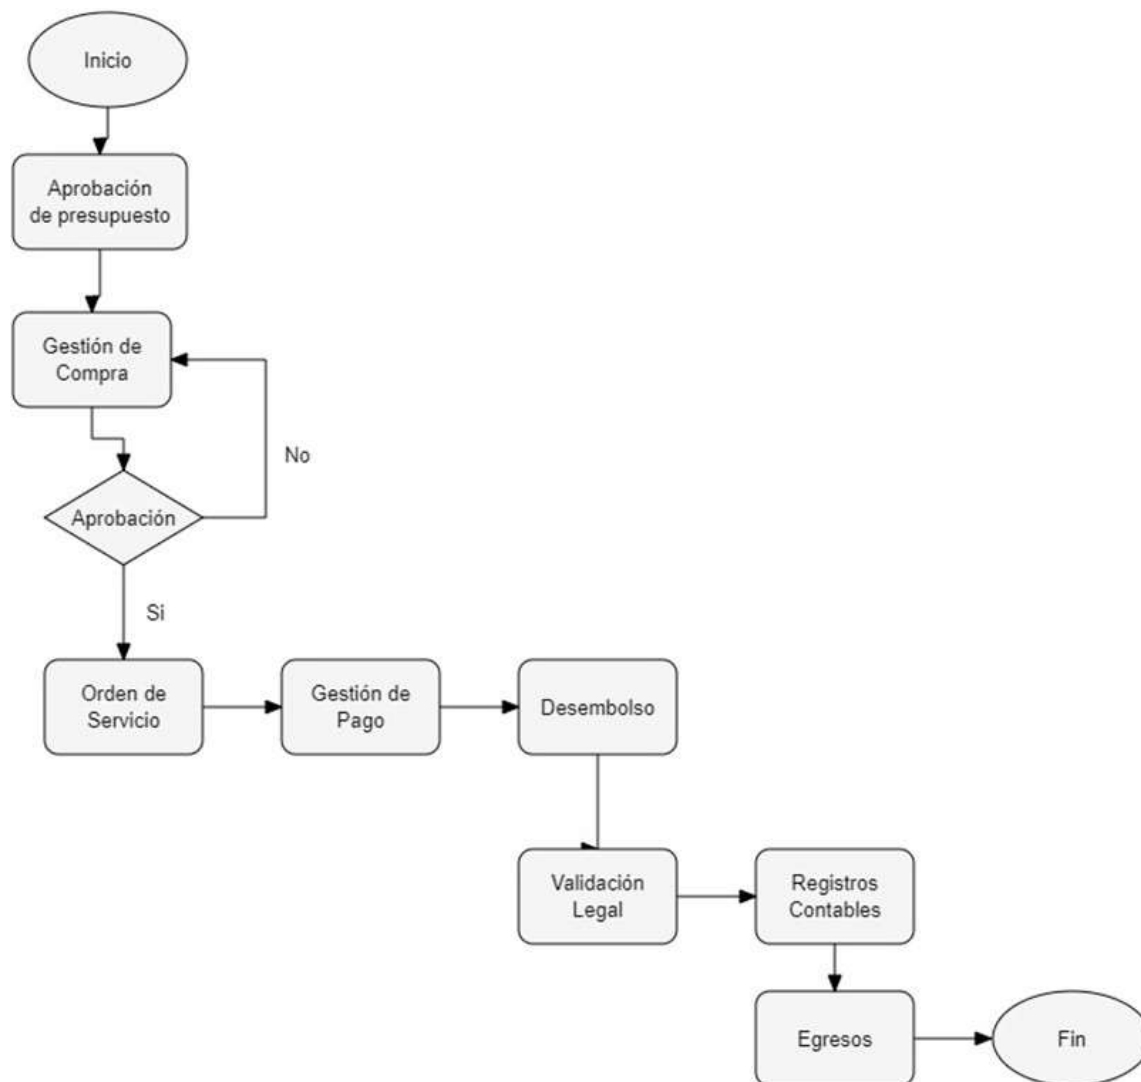 Inicio
Aprobación
de presupuesto
Gestión de
Compra
No
Aprobación
Si
Orden de
Servicio
Gestión de
Pago
Desembolso
Validación
Legal
Registros
Contables
Egresos
Fin